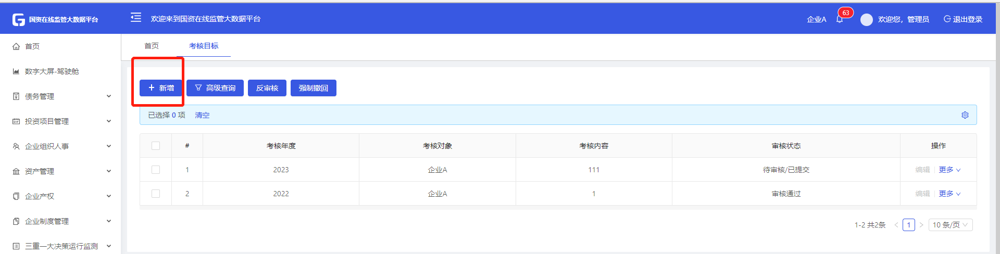 国资在线监管大数据平台
欢迎来到国资在线监管大数据平台
企业A
63
欢迎您，管理员
退出登录
首页
数字大屏-驾驶舱
债务管理
投资项目管理
企业组织人事
资产管理
企业产权
企业制度管理
三重一大决策运行监测
首页 考核目标
+ 新增 高级查询 反审核 强制撤回
已选择 0 项 清空
# 考核年度 考核对象 考核内容 审核状态 操作
1 2023 企业A 111 待审核/已提交 编辑 更多
2 2022 企业A 1 审核通过 编辑 更多
1-2 共2条 < 1 > 10 条/页